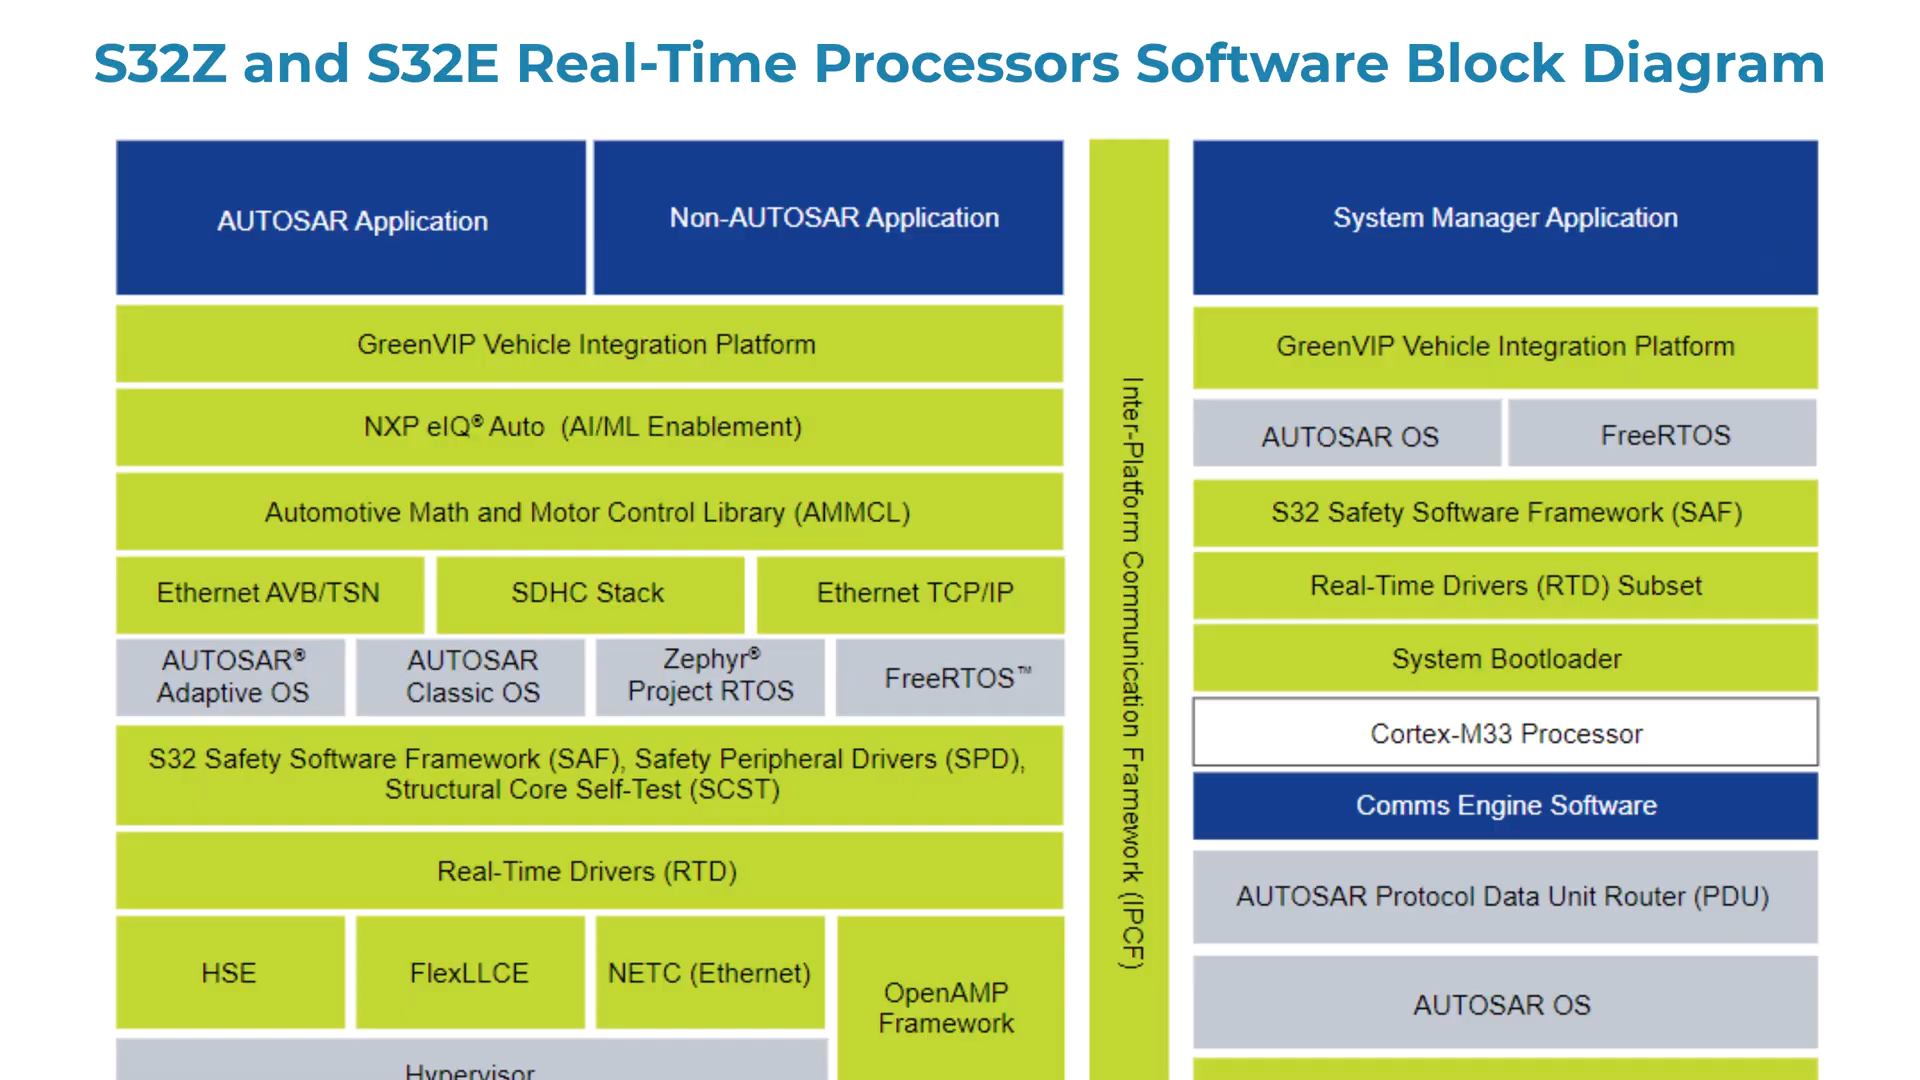 S32Z and S32E Real-Time Processors Software Block Diagram
AUTOSAR Application
Non-AUTOSAR Application
GreenVIP Vehicle Integration Platform
NXP eIQ® Auto (AI/ML Enablement)
Automotive Math and Motor Control Library (AMMCL)
Ethernet AVB/TSN
SDHC Stack
Ethernet TCP/IP
AUTOSAR®
Adaptive OS
AUTOSAR
Classic OS
Zephyr®
Project RTOS
FreeRTOS™
S32 Safety Software Framework (SAF), Safety Peripheral Drivers (SPD),
Structural Core Self-Test (SCST)
Real-Time Drivers (RTD)
HSE
FlexLLCE
NETC (Ethernet)
OpenAMP
Framework
Hypervisor
Inter-Platform Communication Framework (IPCF)
System Manager Application
GreenVIP Vehicle Integration Platform
AUTOSAR OS
FreeRTOS
S32 Safety Software Framework (SAF)
Real-Time Drivers (RTD) Subset
System Bootloader
Cortex-M33 Processor
Comms Engine Software
AUTOSAR Protocol Data Unit Router (PDU)
AUTOSAR OS